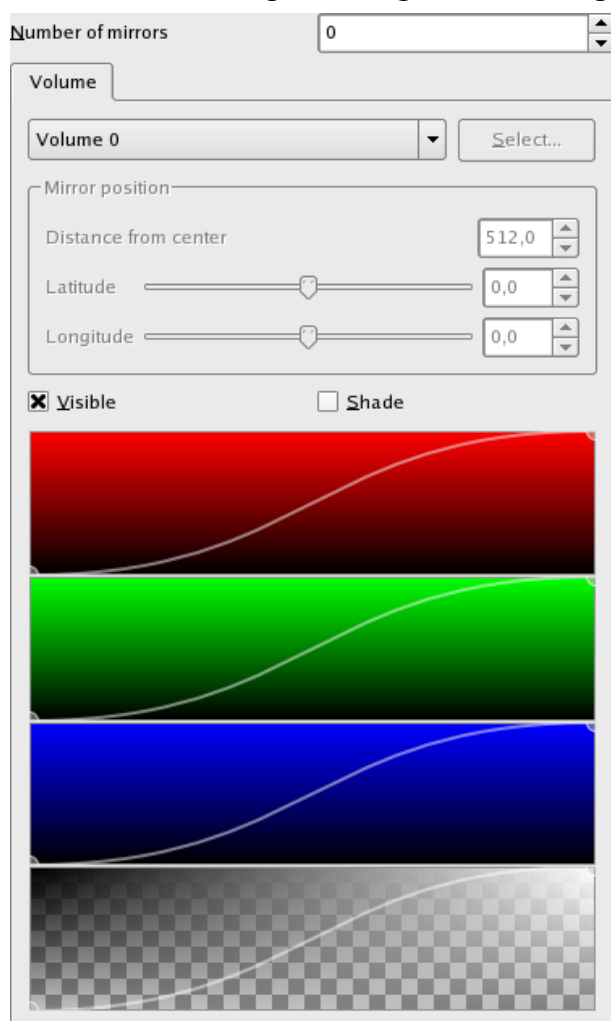 Number of mirrors 0
Volume
Volume 0 Select...
Mirror position
Distance from center 512,0
Latitude 0,0
Longitude 0,0
Visible Shade